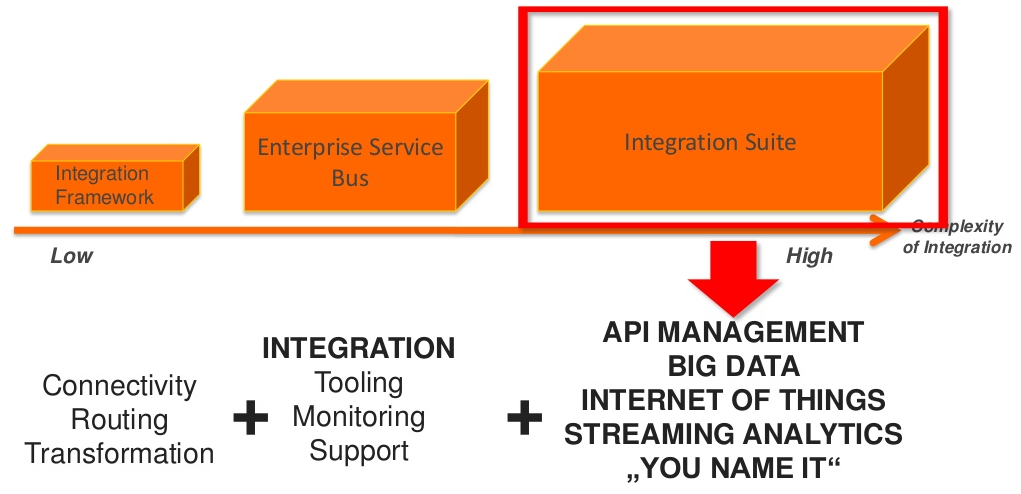 Integration
Framework
Enterprise Service
Bus
Integration Suite
Low
High
Complexity
of Integration
Connectivity
Routing
Transformation
+
INTEGRATION
Tooling
Monitoring
Support
+
API MANAGEMENT
BIG DATA
INTERNET OF THINGS
STREAMING ANALYTICS
„YOU NAME IT“